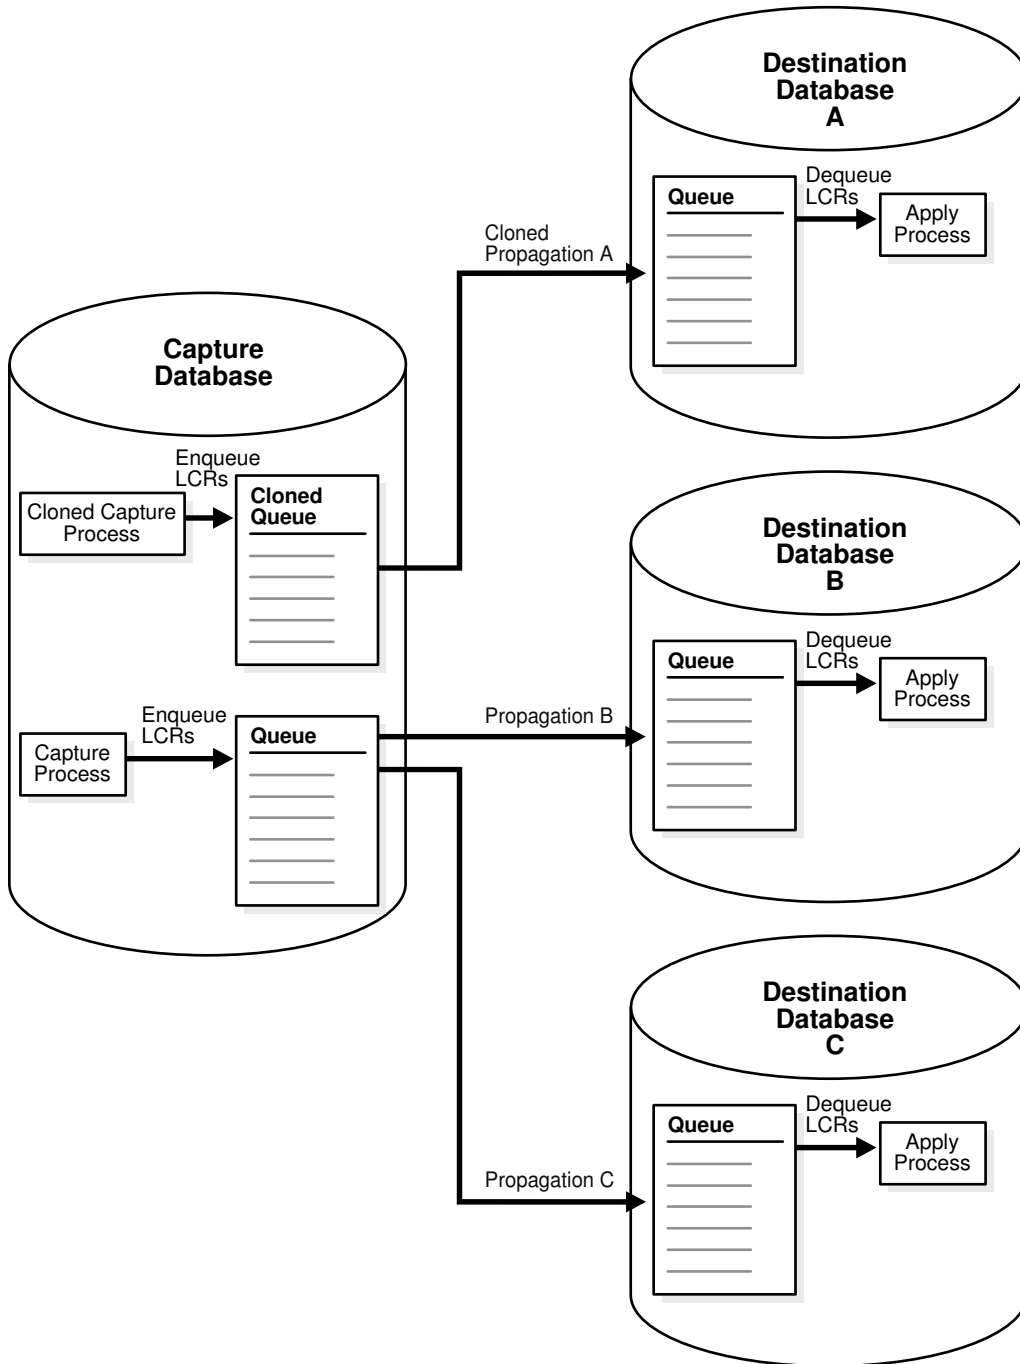 Destination
Database
A
Dequeue
LCRs
Queue
Apply
Process
Cloned
Propagation A
Capture
Database
Enqueue
LCRs
Cloned Capture
Process
Cloned
Queue
Destination
Database
B
Dequeue
LCRs
Queue
Apply
Process
Propagation B
Enqueue
LCRs
Capture
Process
Queue
Destination
Database
C
Dequeue
LCRs
Queue
Apply
Process
Propagation C